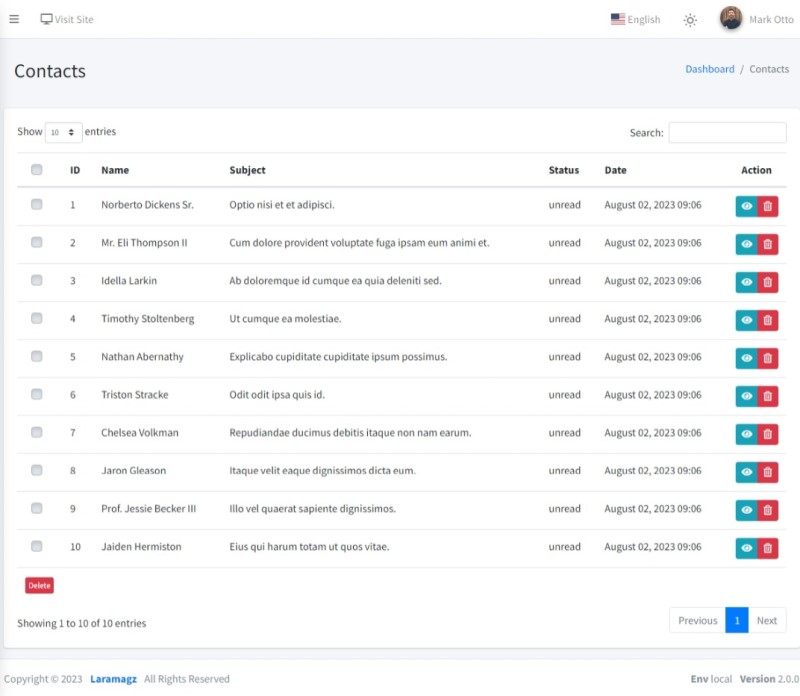 Visit Site English Mark Otto
Contacts Dashboard / Contacts
Show 10 entries Search:
ID Name Subject Status Date Action
1 Norberto Dickens Sr. Optio nisi et et adipisci. unread August 02, 2023 09:06
2 Mr. Eli Thompson II Cum dolore provident voluptate fuga ipsam eum animi et. unread August 02, 2023 09:06
3 Idella Larkin Ab doloremque id cumque ea quia deleniti sed. unread August 02, 2023 09:06
4 Timothy Stoltenberg Ut cumque ea molestiae. unread August 02, 2023 09:06
5 Nathan Abernathy Explicabo cupiditate cupiditate ipsum possimus. unread August 02, 2023 09:06
6 Triston Stracke Odit odit ipsa quis id. unread August 02, 2023 09:06
7 Chelsea Volkman Repudiandae ducimus debitis itaque non nam earum. unread August 02, 2023 09:06
8 Jaron Gleason Itaque velit eaque dignissimos dicta eum. unread August 02, 2023 09:06
9 Prof. Jessie Becker III Illo vel quaerat sapiente dignissimos. unread August 02, 2023 09:06
10 Jaiden Hermiston Eius qui harum totam ut quos vitae. unread August 02, 2023 09:06
Delete
Showing 1 to 10 of 10 entries Previous 1 Next
Copyright © 2023 Laramagz All Rights Reserved Env local Version 2.0.0